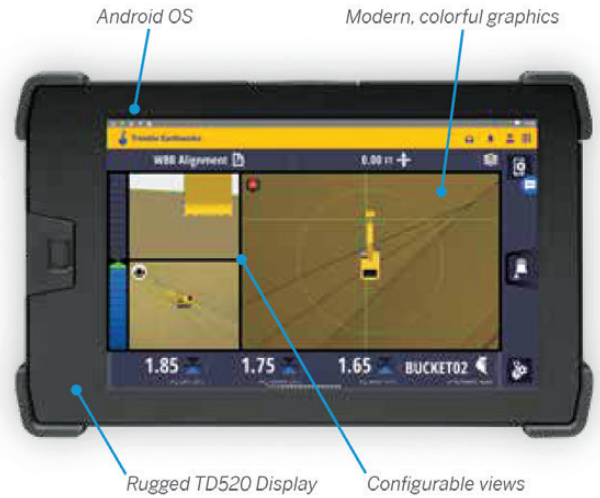 Android OS
Modern, colorful graphics
Trimble Earthworks
WBB Alignment
0.00 FT
1.85
1.75
1.65
BUCKET02
Rugged TD520 Display
Configurable views